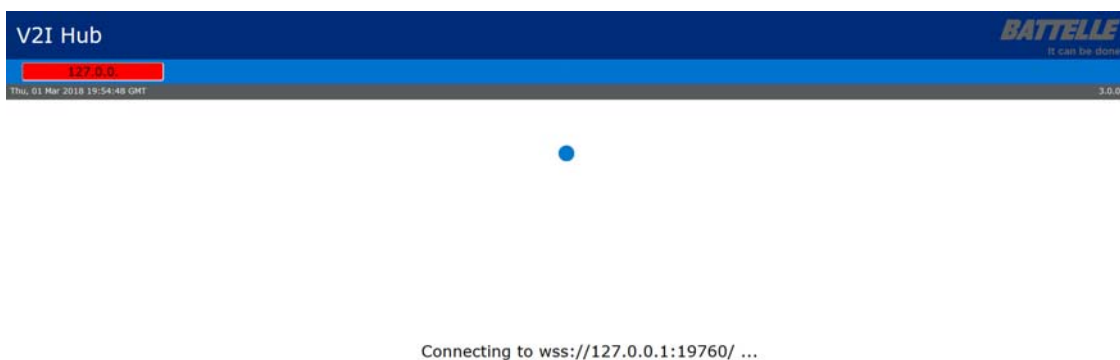 V2I Hub
BATTELLE
It can be done
127.0.0.
Thu, 01 Mar 2018 19:54:48 GMT
3.0.0
Connecting to wss://127.0.0.1:19760/ ...